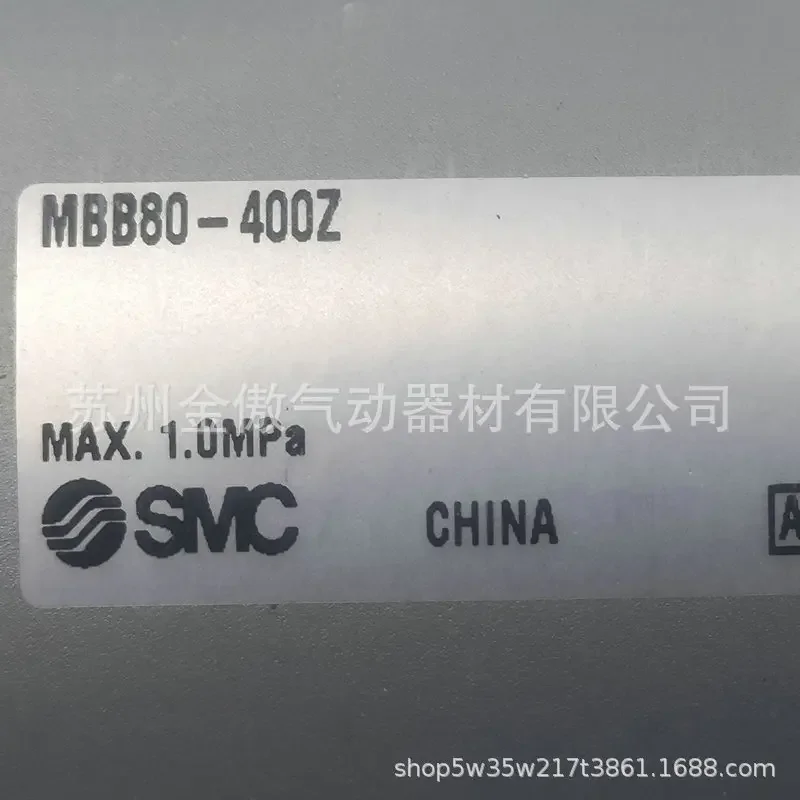 MBB80-400Z
苏州金傲气动器材有限公司
MAX. 1.0MPa
SMC CHINA A
shop5w35w217t3861.1688.com